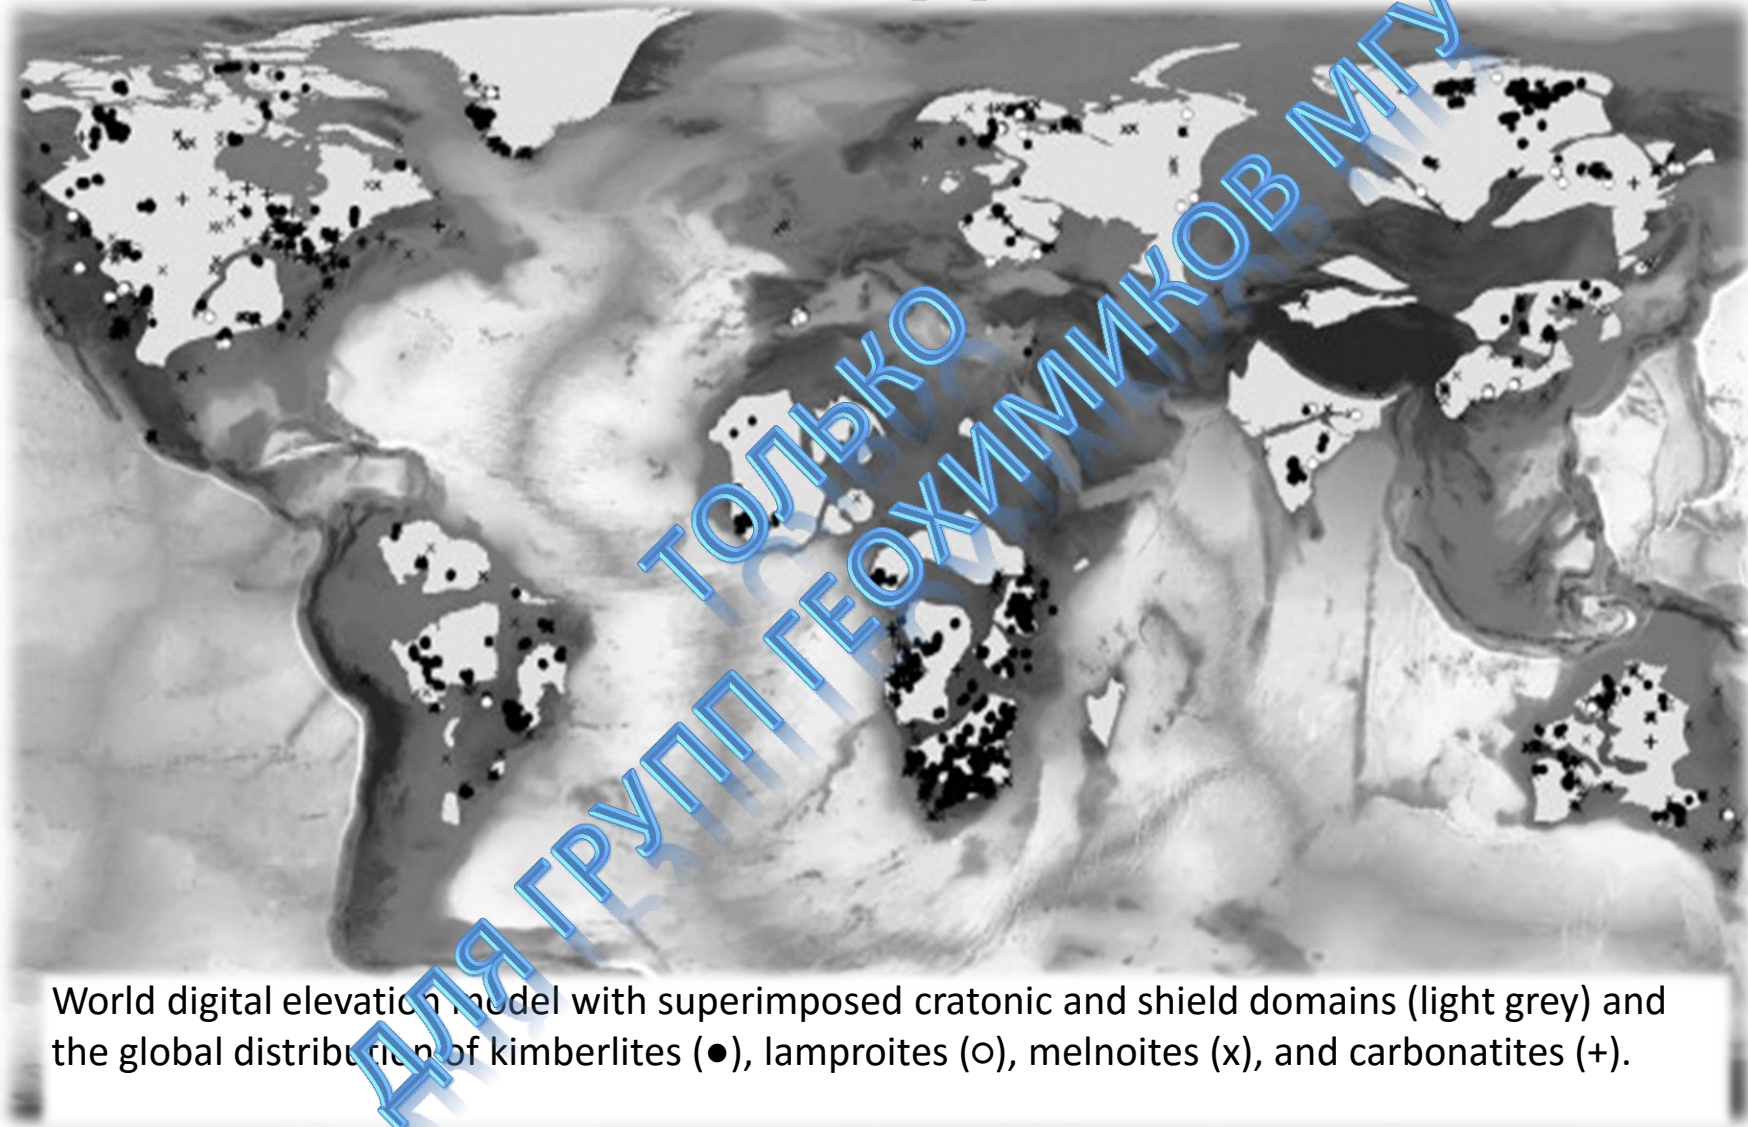 ТОЛЬКО
ДЛЯ ГРУПП ГЕОХИМИКОВ МГУ
World digital elevation model with superimposed cratonic and shield domains (light grey) and
the global distribution of kimberlites (●), lamproites (○), melnoites (x), and carbonatites (+).